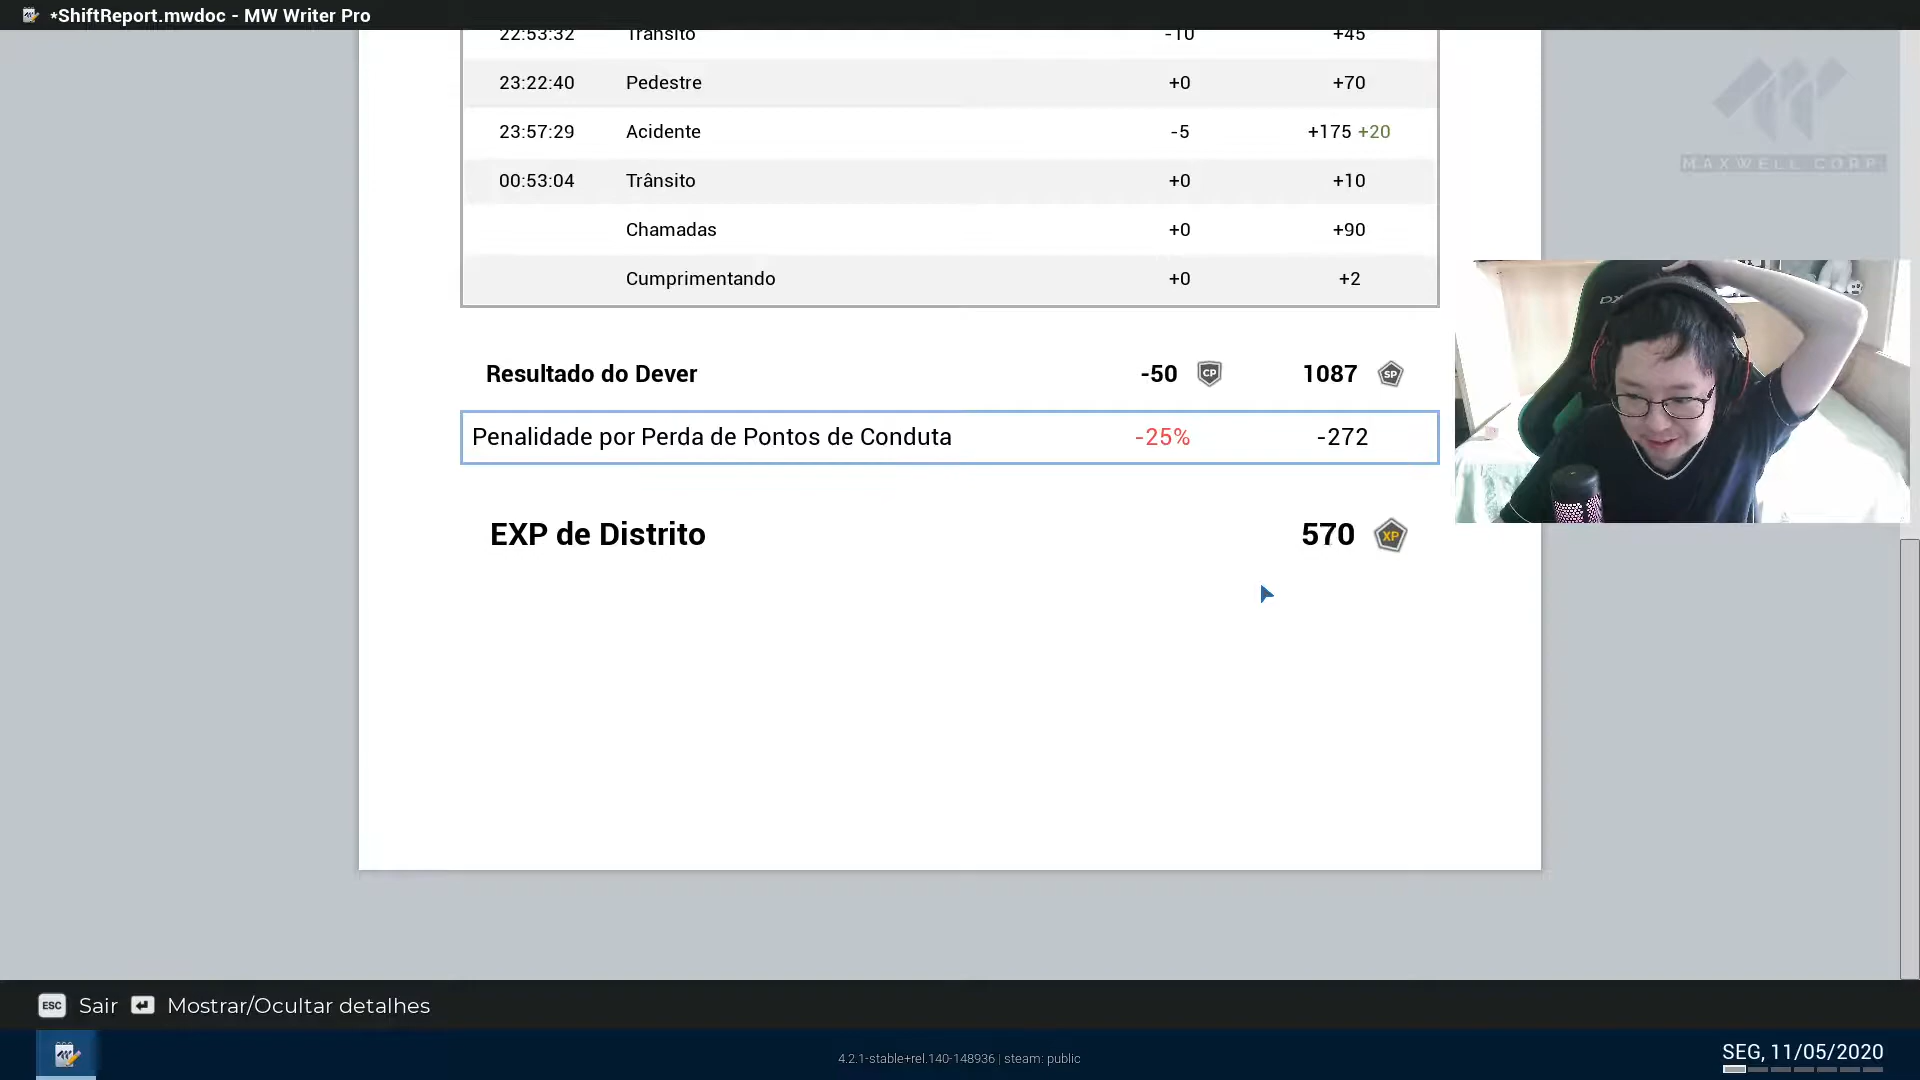 *ShiftReport.mwdoc - MW Writer Pro
22:53:32 Trânsito -10 +45
23:22:40 Pedestre +0 +70
23:57:29 Acidente -5 +175 +20
00:53:04 Trânsito +0 +10
Chamadas +0 +90
Cumprimentando +0 +2
MAXWELL CORP
Resultado do Dever -50 CP 1087 SP
Penalidade por Perda de Pontos de Conduta -25% -272
EXP de Distrito 570 XP
ESC Sair Mostrar/Ocultar detalhes
4.2.1-stable+rel.140-148936 | steam: public
SEG, 11/05/2020